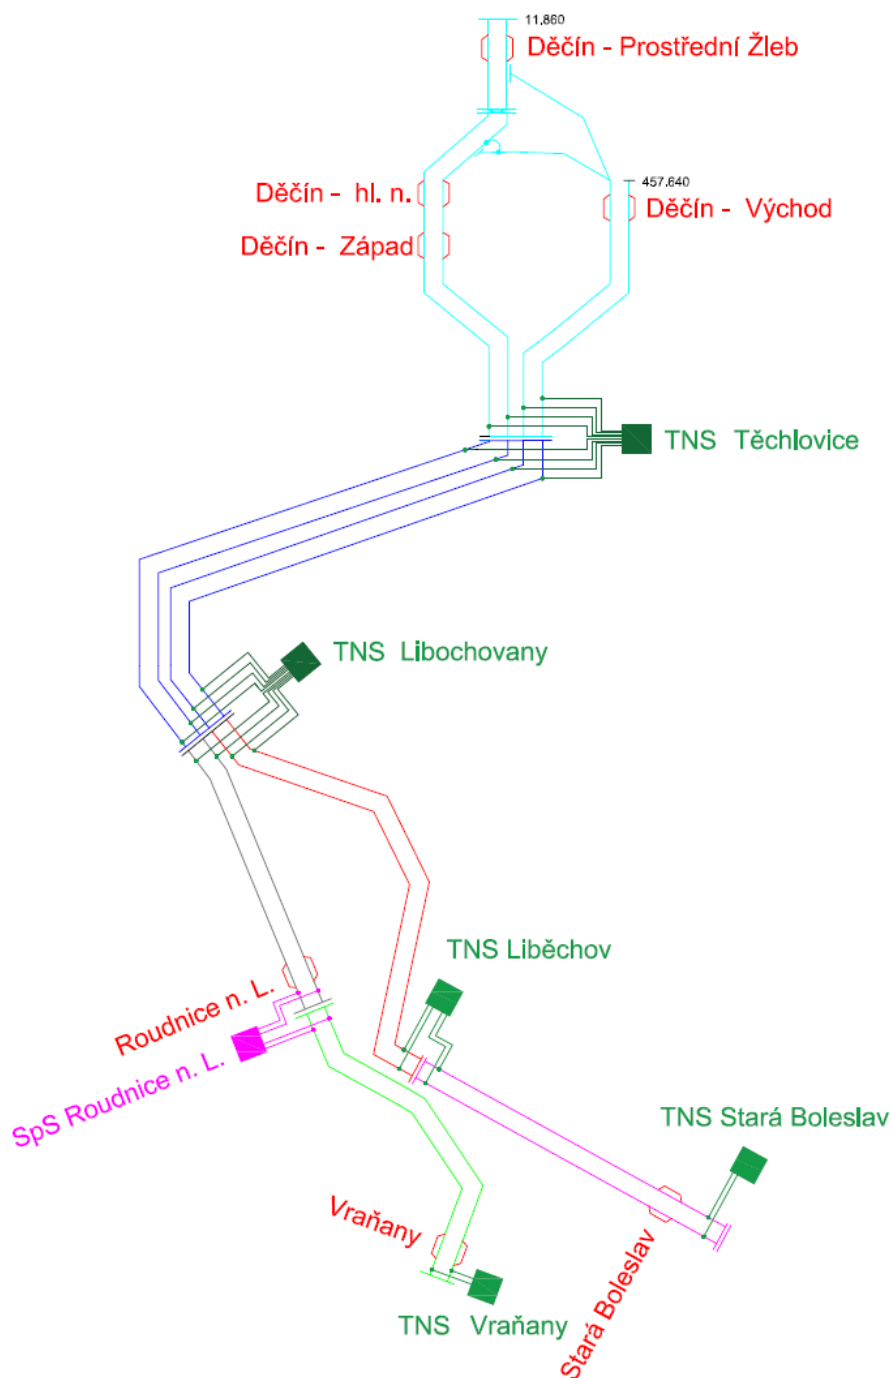 11.860
Děčín - Prostřední Žleb
457.640
Děčín - hl. n.
Děčín - Východ
Děčín - Západ
TNS Těchlovice
TNS Libochovany
TNS Liběchov
Roudnice n. L.
SpS Roudnice n. L.
TNS Stará Boleslav
Vraňany
Stará Boleslav
TNS Vraňany